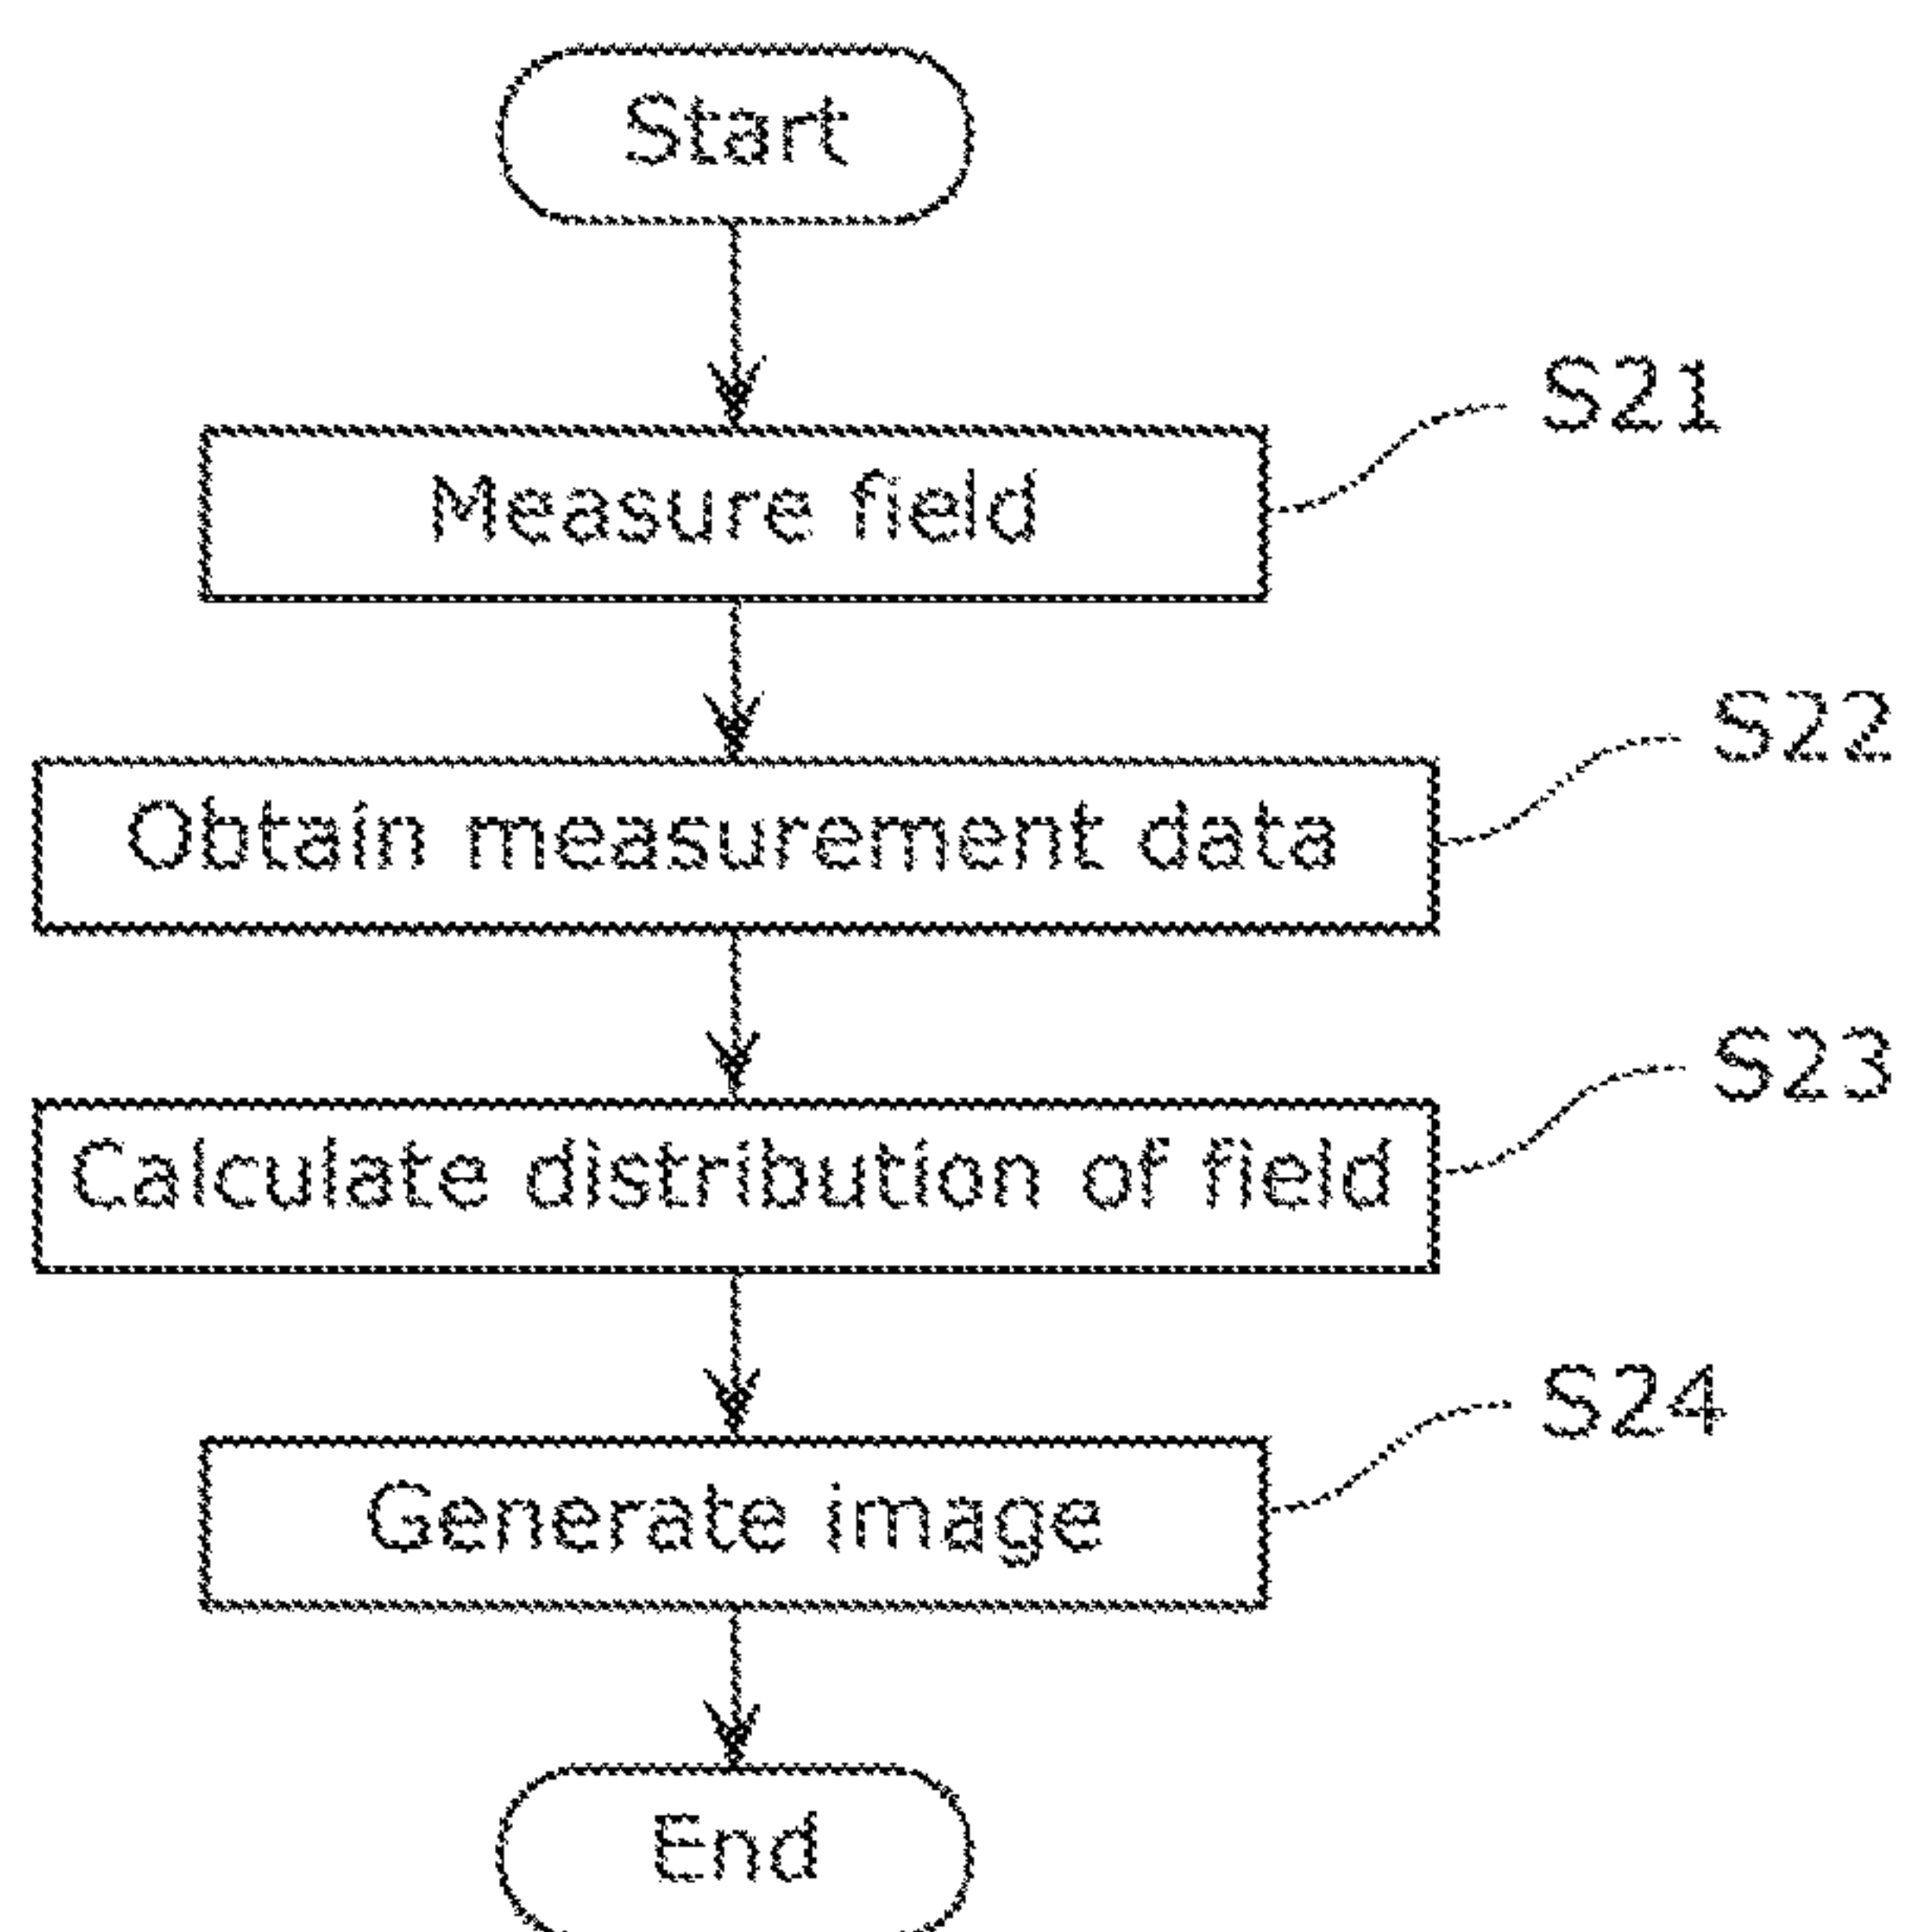 Start
S21
Measure field
S22
Obtain measurement data
S23
Calculate distribution of field
S24
Generate image
End